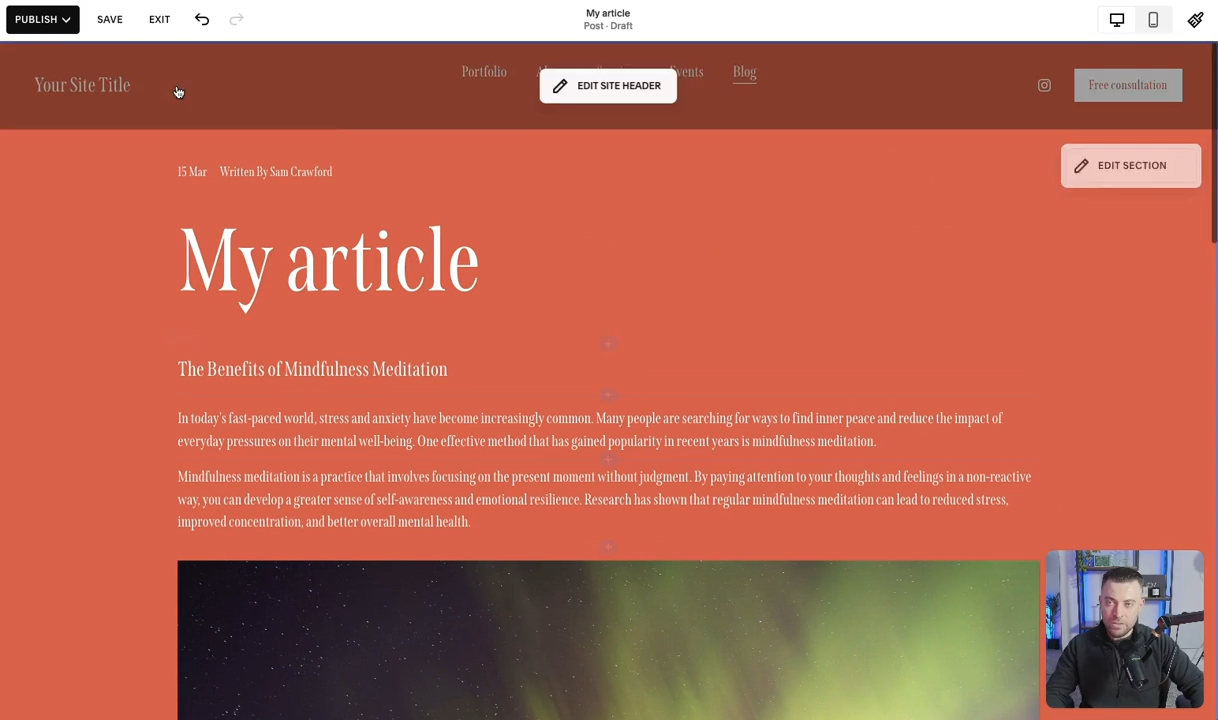 PUBLISH SAVE EXIT
My article
Post · Draft
Your Site Title
Portfolio
Events
Blog
EDIT SITE HEADER
Free consultation
EDIT SECTION
15 Mar Written By Sam Crawford
My article
The Benefits of Mindfulness Meditation
In today's fast-paced world, stress and anxiety have become increasingly common. Many people are searching for ways to find inner peace and reduce the impact of
everyday pressures on their mental well-being. One effective method that has gained popularity in recent years is mindfulness meditation.
Mindfulness meditation is a practice that involves focusing on the present moment without judgment. By paying attention to your thoughts and feelings in a non-reactive
way, you can develop a greater sense of self-awareness and emotional resilience. Research has shown that regular mindfulness meditation can lead to reduced stress,
improved concentration, and better overall mental health.